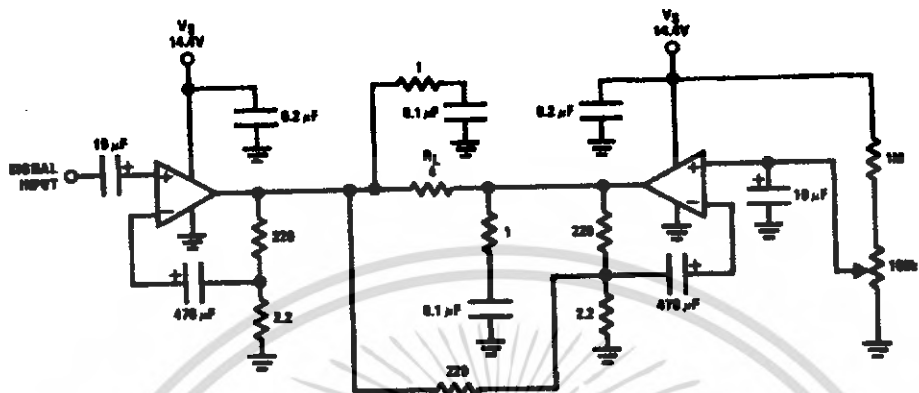 VS
14.4V
VS
14.4V
1
0.2 µF
0.1 µF
0.2 µF
10 µF
SIGNAL
INPUT
+
−
RL
4
+
−
+
10 µF
1M
220
1
220
100k
+
470 µF
2.2
0.1 µF
2.2
+
470 µF
220